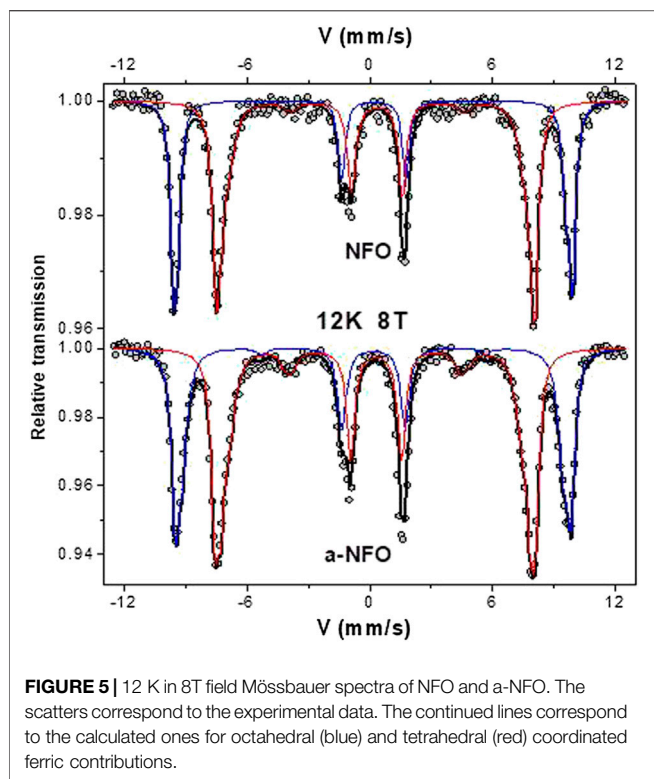 V (mm/s)
-12 -6 0 6 12
1.00
0.98
NFO
12K 8T
0.96
1.00
0.98
0.96
a-NFO
0.94
Relative transmission
-12 -6 0 6 12
V (mm/s)
FIGURE 5 | 12 K in 8T field Mössbauer spectra of NFO and a-NFO. The
scatters correspond to the experimental data. The continued lines correspond
to the calculated ones for octahedral (blue) and tetrahedral (red) coordinated
ferric contributions.